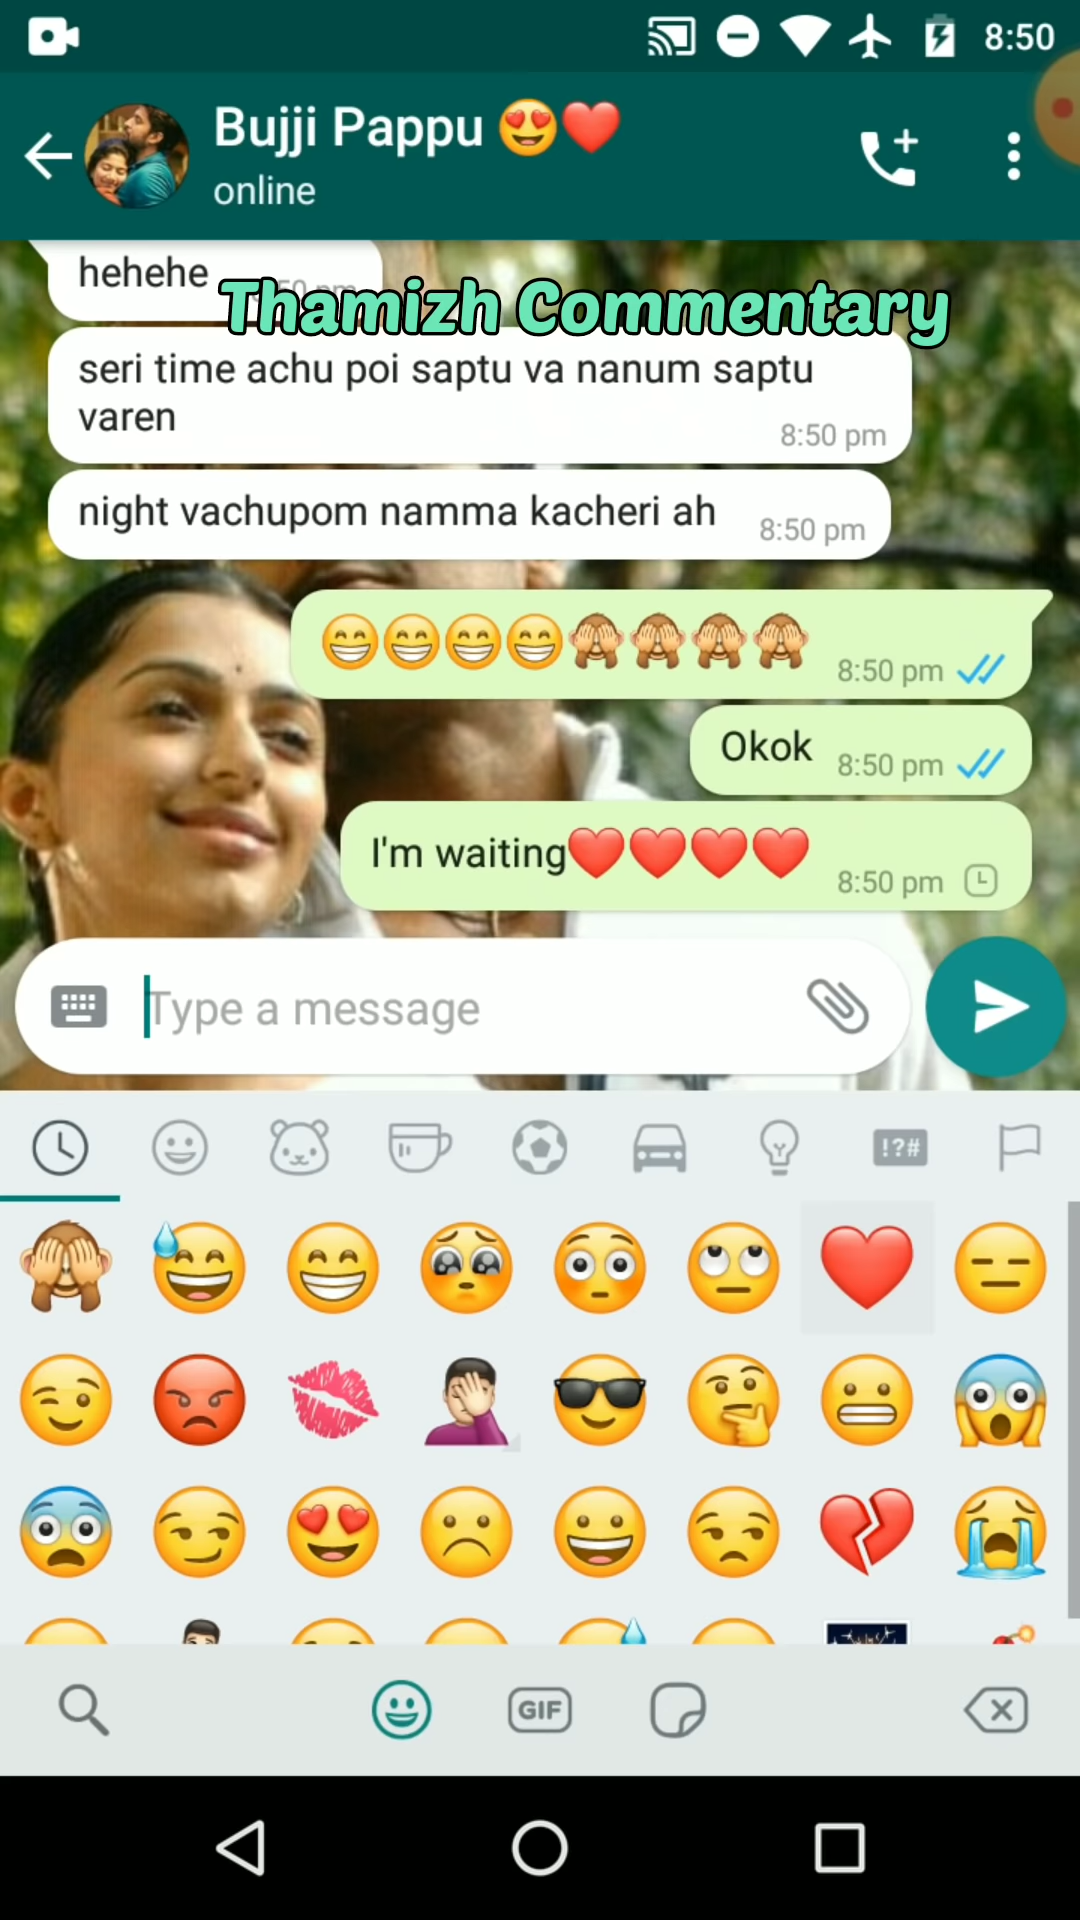 8:50
Bujji Pappu 😍❤️
online
hehehe
Thamizh Commentary
seri time achu poi saptu va nanum saptu
varen
8:50 pm
night vachupom namma kacheri ah 8:50 pm
😁😁😁😁🙈🙈🙈🙈 8:50 pm
Okok 8:50 pm
I'm waiting❤️❤️❤️❤️ 8:50 pm
Type a message
!?#
GIF